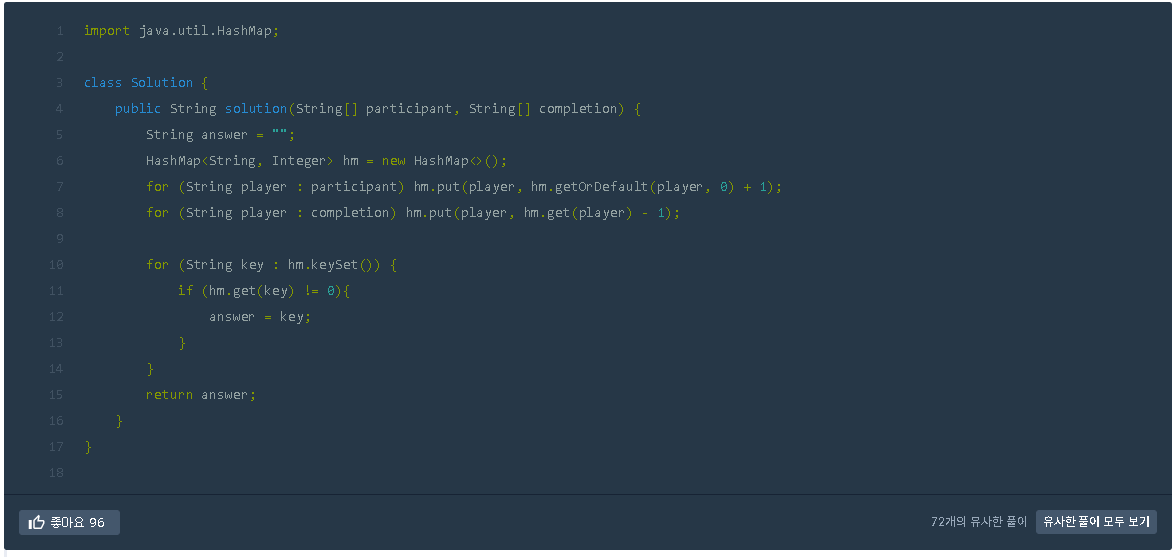 1 import java.util.HashMap;
2
3 class Solution {
4 public String solution(String[] participant, String[] completion) {
5 String answer = "";
6 HashMap<String, Integer> hm = new HashMap<>();
7 for (String player : participant) hm.put(player, hm.getOrDefault(player, 0) + 1);
8 for (String player : completion) hm.put(player, hm.get(player) - 1);
9
10 for (String key : hm.keySet()) {
11 if (hm.get(key) != 0){
12 answer = key;
13 }
14 }
15 return answer;
16 }
17 }
18
좋아요 96 72개의 유사한 풀이 유사한 풀이 모두 보기